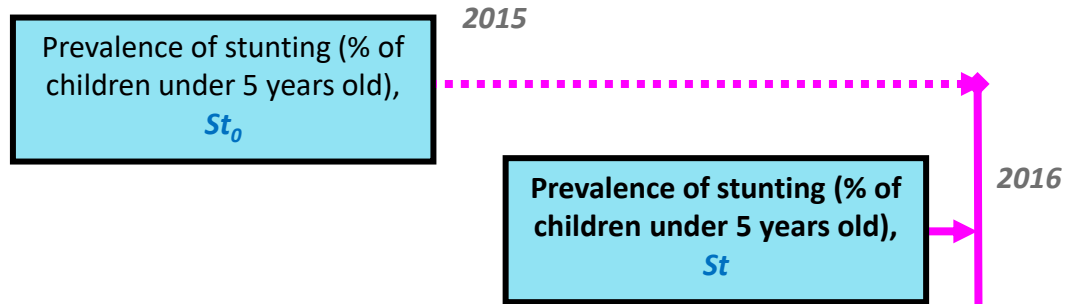 2015
Prevalence of stunting (% of
children under 5 years old),
St₀
Prevalence of stunting (% of
children under 5 years old),
St
2016